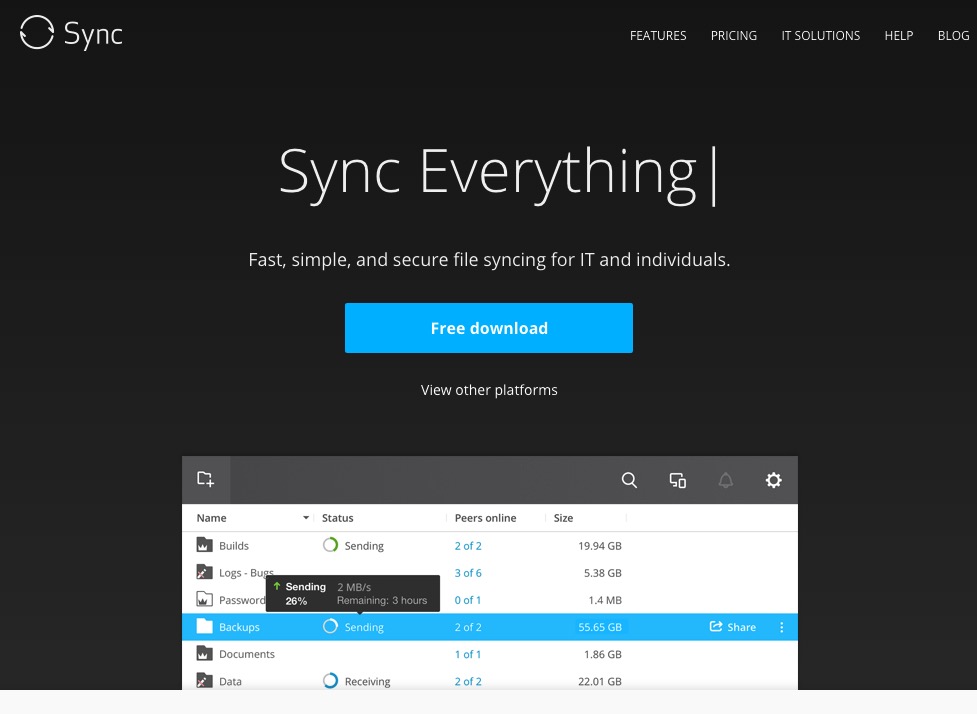 Sync
FEATURES PRICING IT SOLUTIONS HELP BLOG
Sync Everything|
Fast, simple, and secure file syncing for IT and individuals.
Free download
View other platforms
Name Status Peers online Size
Builds Sending 2 of 2 19.94 GB
Logs - Bugs 3 of 6 5.38 GB
Sending 2 MB/s
26% Remaining: 3 hours
Password 0 of 1 1.4 MB
Backups Sending 2 of 2 55.65 GB Share
Documents 1 of 1 1.86 GB
Data Receiving 2 of 2 22.01 GB